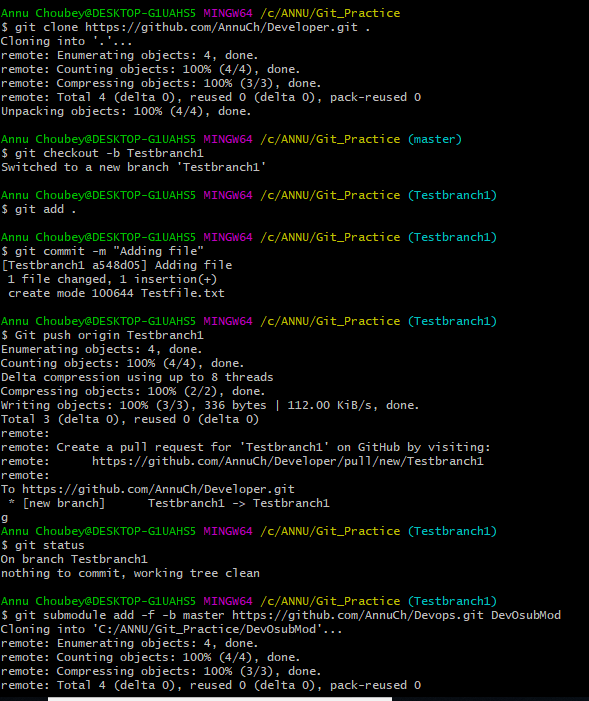 Annu Choubey@DESKTOP-G1UAHS5 MINGW64 /c/ANNU/Git_Practice
$ git clone https://github.com/AnnuCh/Developer.git .
Cloning into '.'...
remote: Enumerating objects: 4, done.
remote: Counting objects: 100% (4/4), done.
remote: Compressing objects: 100% (3/3), done.
remote: Total 4 (delta 0), reused 0 (delta 0), pack-reused 0
Unpacking objects: 100% (4/4), done.
Annu Choubey@DESKTOP-G1UAHS5 MINGW64 /c/ANNU/Git_Practice (master)
$ git checkout -b Testbranch1
Switched to a new branch 'Testbranch1'
Annu Choubey@DESKTOP-G1UAHS5 MINGW64 /c/ANNU/Git_Practice (Testbranch1)
$ git add .
Annu Choubey@DESKTOP-G1UAHS5 MINGW64 /c/ANNU/Git_Practice (Testbranch1)
$ git commit -m "Adding file"
[Testbranch1 a548d05] Adding file
1 file changed, 1 insertion(+)
create mode 100644 Testfile.txt
Annu Choubey@DESKTOP-G1UAHS5 MINGW64 /c/ANNU/Git_Practice (Testbranch1)
$ Git push origin Testbranch1
Enumerating objects: 4, done.
Counting objects: 100% (4/4), done.
Delta compression using up to 8 threads
Compressing objects: 100% (2/2), done.
Writing objects: 100% (3/3), 336 bytes | 112.00 KiB/s, done.
Total 3 (delta 0), reused 0 (delta 0)
remote:
remote: Create a pull request for 'Testbranch1' on GitHub by visiting:
remote:      https://github.com/AnnuCh/Developer/pull/new/Testbranch1
remote:
To https://github.com/AnnuCh/Developer.git
* [new branch]      Testbranch1 -> Testbranch1
g
Annu Choubey@DESKTOP-G1UAHS5 MINGW64 /c/ANNU/Git_Practice (Testbranch1)
$ git status
On branch Testbranch1
nothing to commit, working tree clean
Annu Choubey@DESKTOP-G1UAHS5 MINGW64 /c/ANNU/Git_Practice (Testbranch1)
$ git submodule add -f -b master https://github.com/AnnuCh/Devops.git DevOsubMod
Cloning into 'C:/ANNU/Git_Practice/DevOsubMod'...
remote: Enumerating objects: 4, done.
remote: Counting objects: 100% (4/4), done.
remote: Compressing objects: 100% (3/3), done.
remote: Total 4 (delta 0), reused 0 (delta 0), pack-reused 0